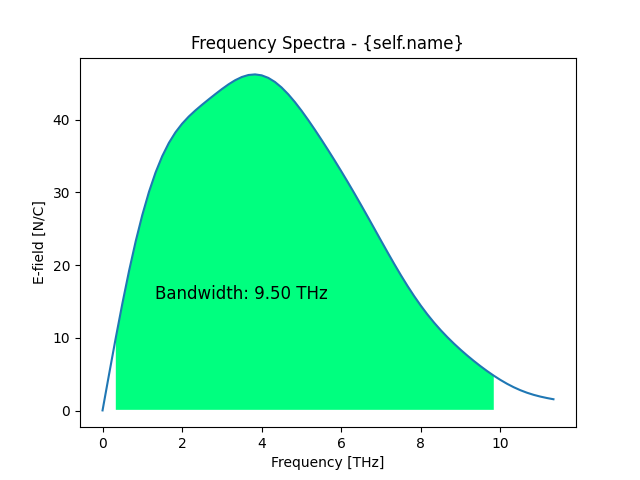 Frequency Spectra - {self.name}
E-field [N/C]
40
30
20
10
0
Bandwidth: 9.50 THz
0 2 4 6 8 10
Frequency [THz]